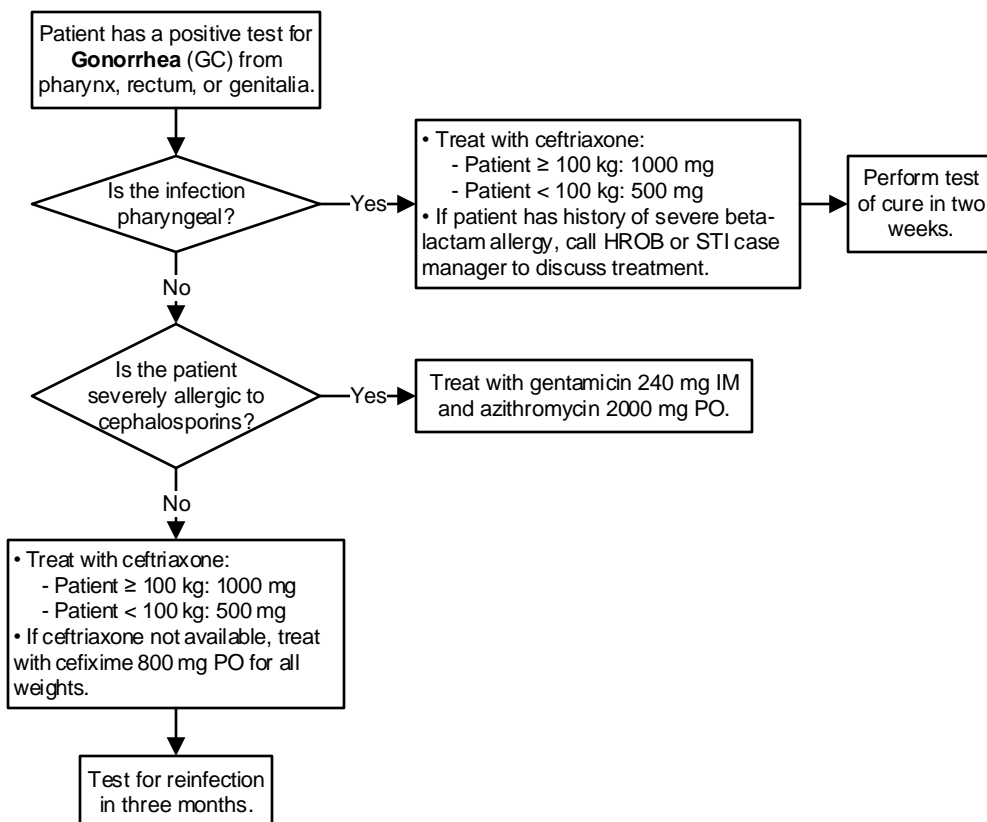 Patient has a positive test for
Gonorrhea (GC) from
pharynx, rectum, or genitalia.
Is the infection
pharyngeal?
Yes
• Treat with ceftriaxone:
- Patient ≥ 100 kg: 1000 mg
- Patient < 100 kg: 500 mg
• If patient has history of severe beta-
lactam allergy, call HROB or STI case
manager to discuss treatment.
Perform test
of cure in two
weeks.
No
Is the patient
severely allergic to
cephalosporins?
Yes
Treat with gentamicin 240 mg IM
and azithromycin 2000 mg PO.
No
• Treat with ceftriaxone:
- Patient ≥ 100 kg: 1000 mg
- Patient < 100 kg: 500 mg
• If ceftriaxone not available, treat
with cefixime 800 mg PO for all
weights.
Test for reinfection
in three months.